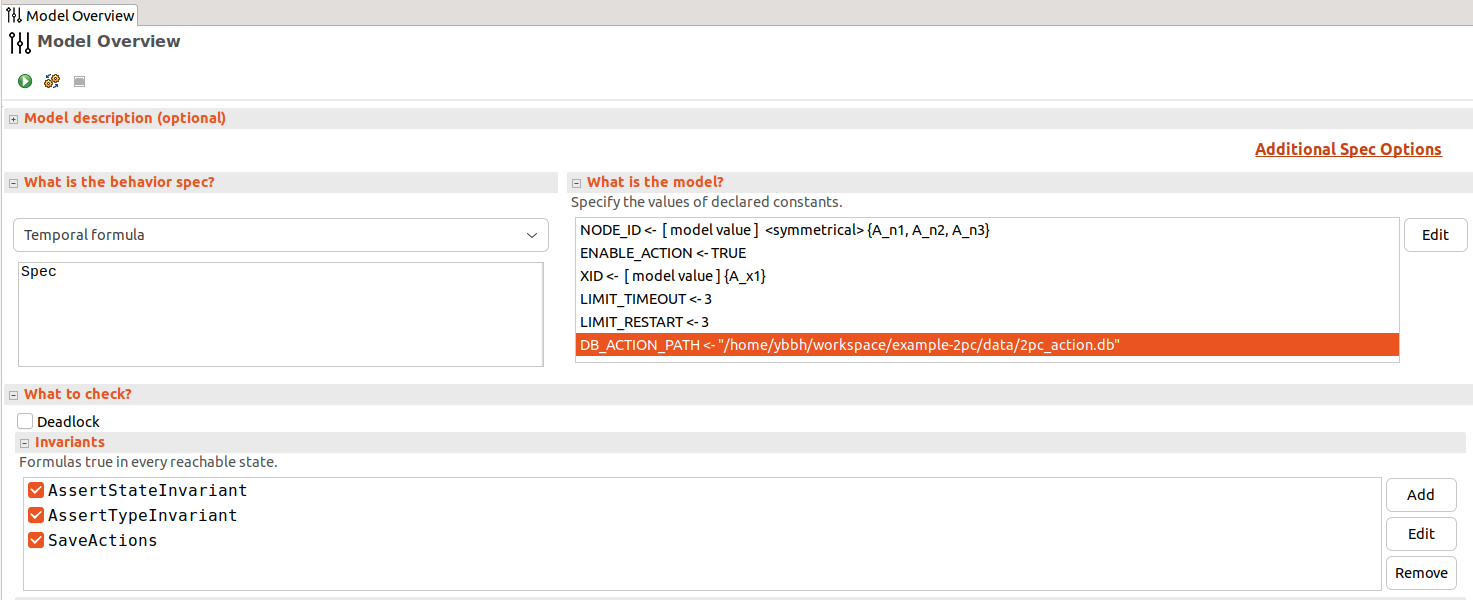 Model Overview
Model Overview
Model description (optional)
Additional Spec Options
What is the behavior spec?
Temporal formula
Spec
What is the model?
Specify the values of declared constants.
NODE_ID <- [ model value ] <symmetrical> {A_n1, A_n2, A_n3}
ENABLE_ACTION <- TRUE
XID <- [ model value ] {A_x1}
LIMIT_TIMEOUT <- 3
LIMIT_RESTART <- 3
DB_ACTION_PATH <- "/home/ybbh/workspace/example-2pc/data/2pc_action.db"
Edit
What to check?
Deadlock
Invariants
Formulas true in every reachable state.
AssertStateInvariant
AssertTypeInvariant
SaveActions
Add
Edit
Remove